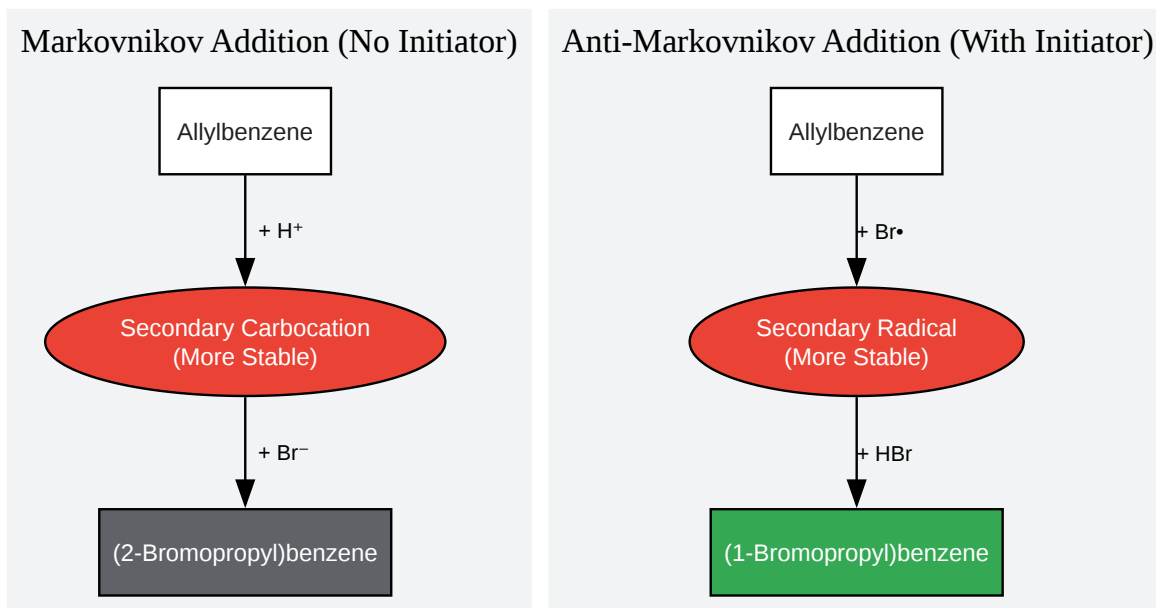 Markovnikov Addition (No Initiator)
Allylbenzene
+ H⁺
Secondary Carbocation
(More Stable)
+ Br⁻
(2-Bromopropyl)benzene
Anti-Markovnikov Addition (With Initiator)
Allylbenzene
+ Br•
Secondary Radical
(More Stable)
+ HBr
(1-Bromopropyl)benzene